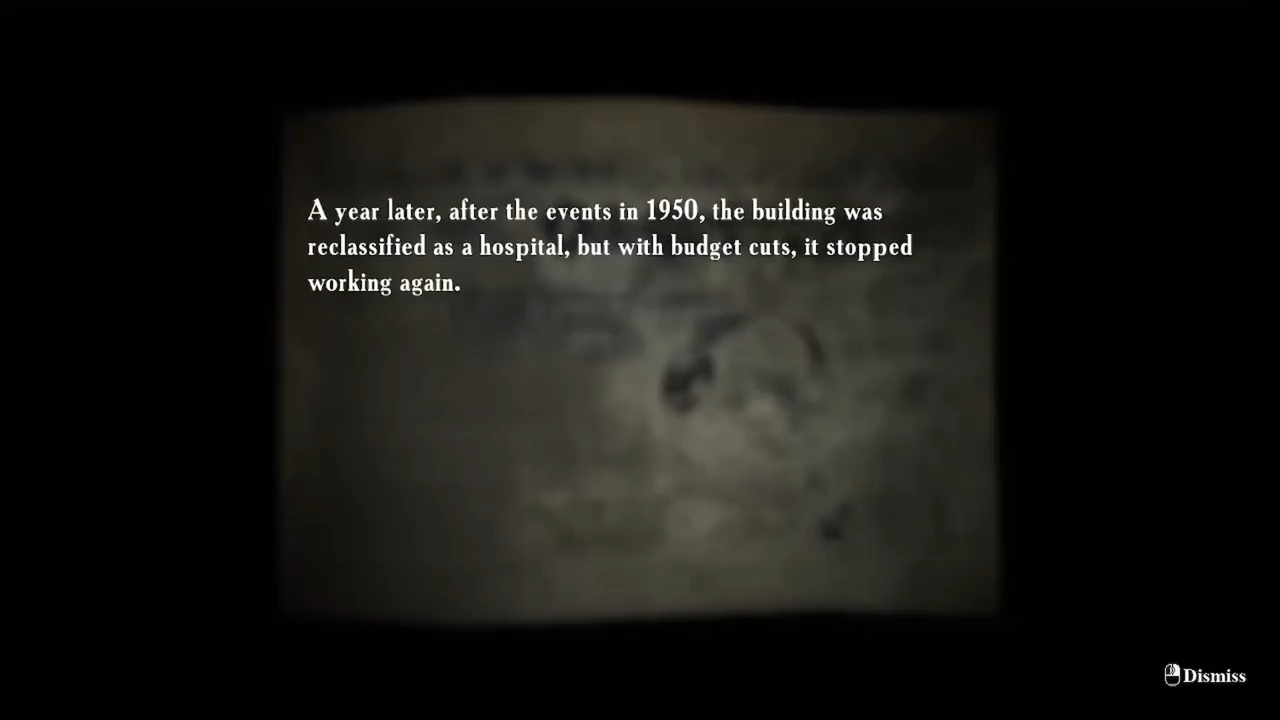 A year later, after the events in 1950, the building was
reclassified as a hospital, but with budget cuts, it stopped
working again.
Dismiss